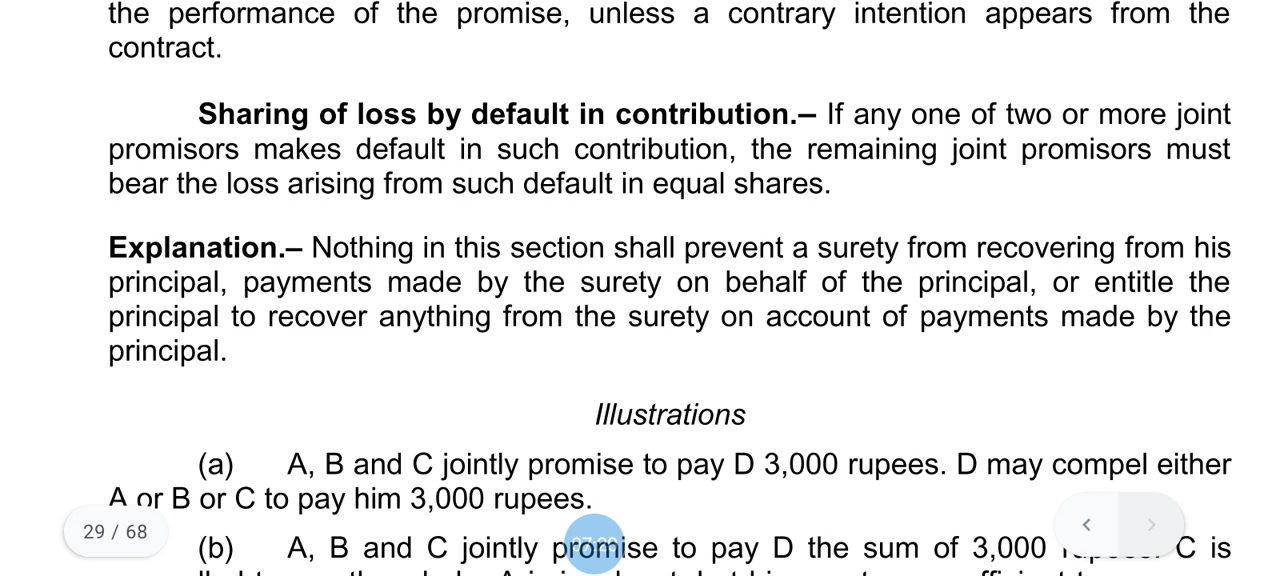 the performance of the promise, unless a contrary intention appears from the
contract.
Sharing of loss by default in contribution.– If any one of two or more joint
promisors makes default in such contribution, the remaining joint promisors must
bear the loss arising from such default in equal shares.
Explanation.– Nothing in this section shall prevent a surety from recovering from his
principal, payments made by the surety on behalf of the principal, or entitle the
principal to recover anything from the surety on account of payments made by the
principal.
Illustrations
(a) A, B and C jointly promise to pay D 3,000 rupees. D may compel either
A or B or C to pay him 3,000 rupees.
29 / 68
(b) A, B and C jointly promise to pay D the sum of 3,000 C is